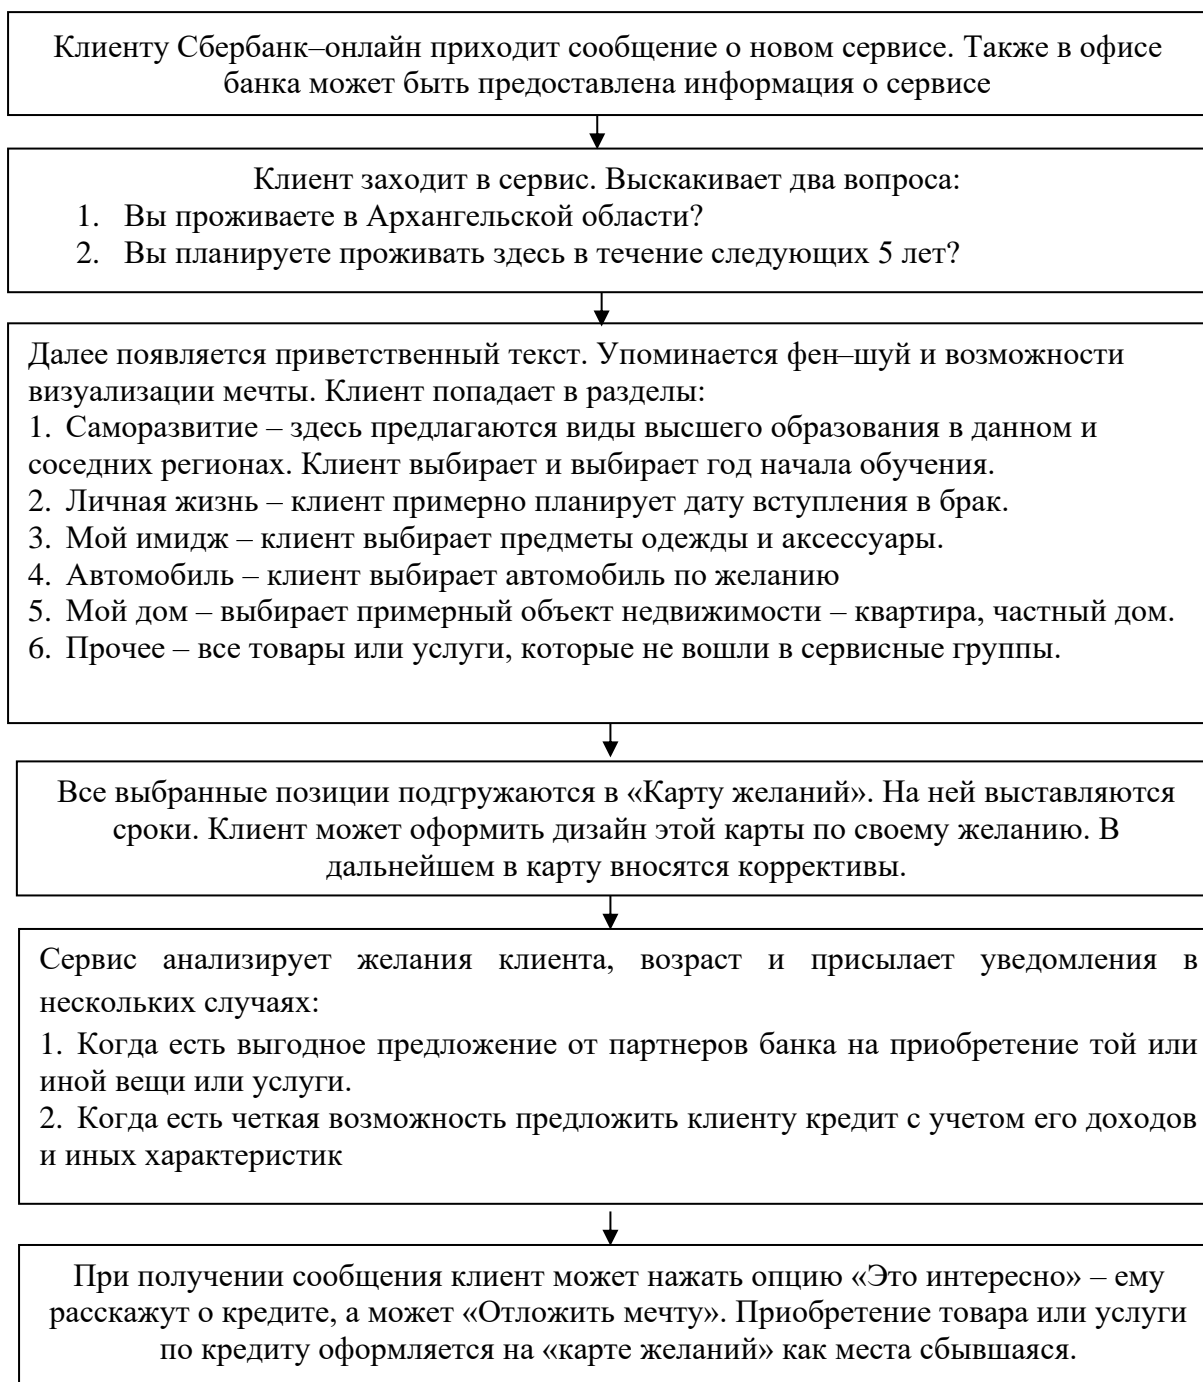 Клиенту Сбербанк–онлайн приходит сообщение о новом сервисе. Также в офисе
банка может быть предоставлена информация о сервисе
Клиент заходит в сервис. Выскакивает два вопроса:
1. Вы проживаете в Архангельской области?
2. Вы планируете проживать здесь в течение следующих 5 лет?
Далее появляется приветственный текст. Упоминается фен–шуй и возможности
визуализации мечты. Клиент попадает в разделы:
1. Саморазвитие – здесь предлагаются виды высшего образования в данном и
соседних регионах. Клиент выбирает и выбирает год начала обучения.
2. Личная жизнь – клиент примерно планирует дату вступления в брак.
3. Мой имидж – клиент выбирает предметы одежды и аксессуары.
4. Автомобиль – клиент выбирает автомобиль по желанию
5. Мой дом – выбирает примерный объект недвижимости – квартира, частный дом.
6. Прочее – все товары или услуги, которые не вошли в сервисные группы.
Все выбранные позиции подгружаются в «Карту желаний». На ней выставляются
сроки. Клиент может оформить дизайн этой карты по своему желанию. В
дальнейшем в карту вносятся коррективы.
Сервис анализирует желания клиента, возраст и присылает уведомления в
нескольких случаях:
1. Когда есть выгодное предложение от партнеров банка на приобретение той или
иной вещи или услуги.
2. Когда есть четкая возможность предложить клиенту кредит с учетом его доходов
и иных характеристик
При получении сообщения клиент может нажать опцию «Это интересно» – ему
расскажут о кредите, а может «Отложить мечту». Приобретение товара или услуги
по кредиту оформляется на «карте желаний» как места сбывшаяся.